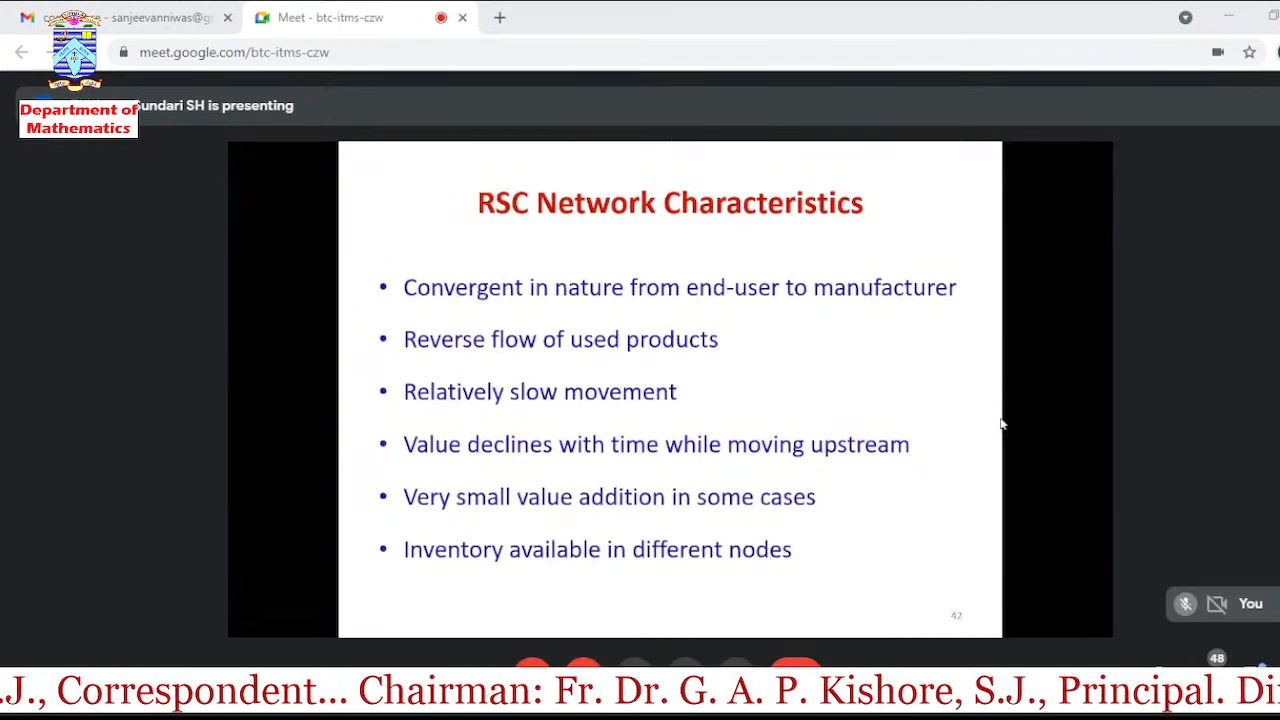 sanjeevanniwas@gr
Meet - btc-itms-czw
meet.google.com/btc-itms-czw
Department of
Mathematics
undari SH is presenting
RSC Network Characteristics
• Convergent in nature from end-user to manufacturer
• Reverse flow of used products
• Relatively slow movement
• Value declines with time while moving upstream
• Very small value addition in some cases
• Inventory available in different nodes
42
You
48
.J., Correspondent... Chairman: Fr. Dr. G. A. P. Kishore, S.J., Principal. Di